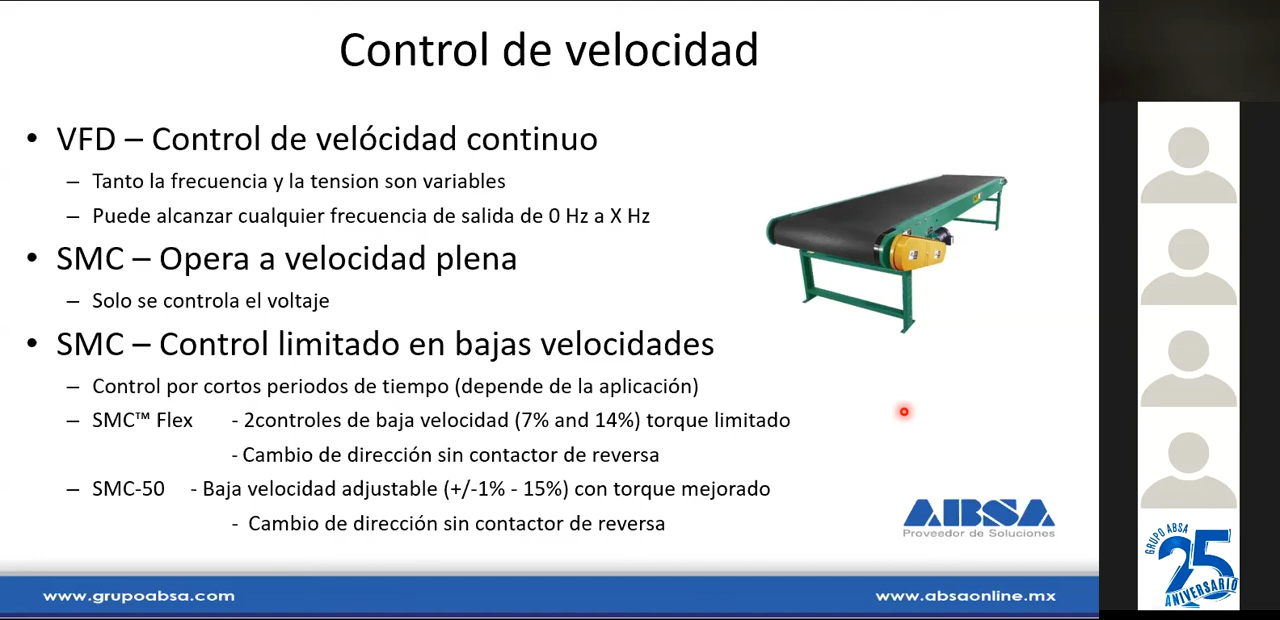 Control de velocidad
• VFD – Control de velócidad continuo
– Tanto la frecuencia y la tension son variables
– Puede alcanzar cualquier frecuencia de salida de 0 Hz a X Hz
• SMC – Opera a velocidad plena
– Solo se controla el voltaje
• SMC – Control limitado en bajas velocidades
– Control por cortos periodos de tiempo (depende de la aplicación)
– SMC™ Flex - 2controles de baja velocidad (7% and 14%) torque limitado
- Cambio de dirección sin contactor de reversa
– SMC-50 - Baja velocidad adjustable (+/-1% - 15%) con torque mejorado
- Cambio de dirección sin contactor de reversa
ABSA
Proveedor de Soluciones
www.grupoabsa.com
www.absaonline.mx
GRUPO ABSA
25
ANIVERSARIO